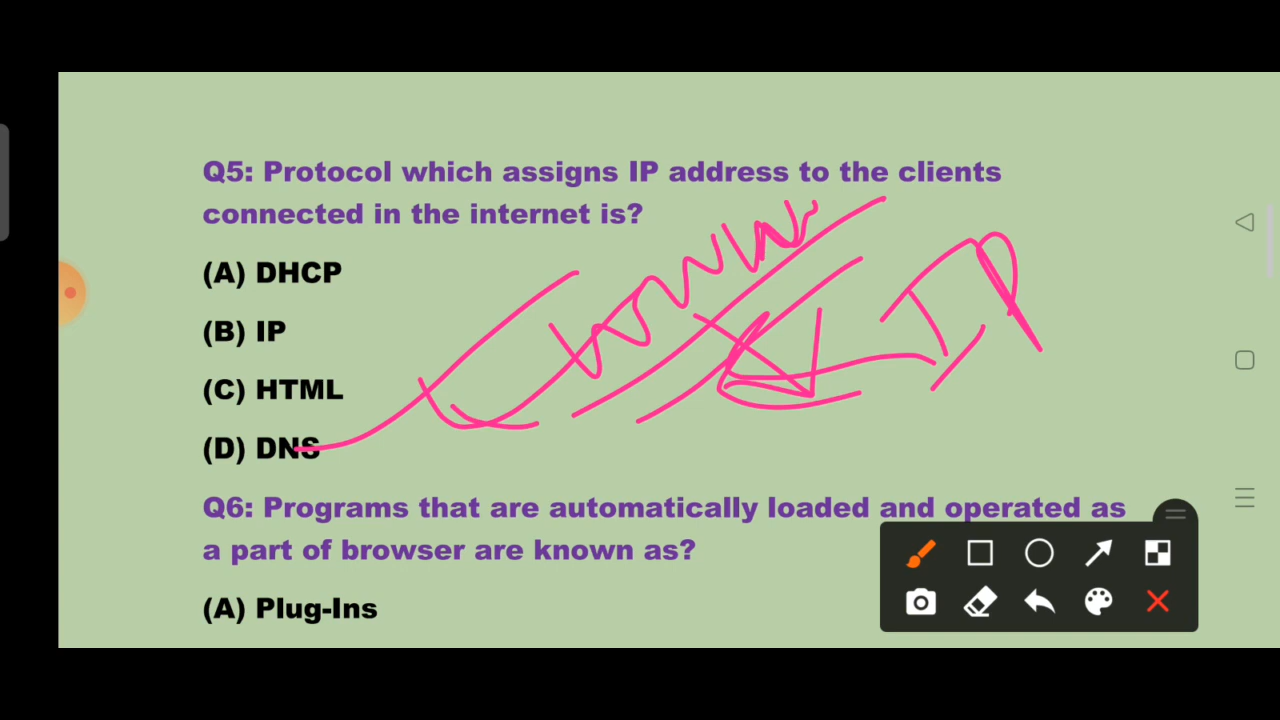 Q5: Protocol which assigns IP address to the clients
connected in the internet is?
(A) DHCP
(B) IP
(C) HTML
(D) DNS
IP
Q6: Programs that are automatically loaded and operated as
a part of browser are known as?
(A) Plug-Ins